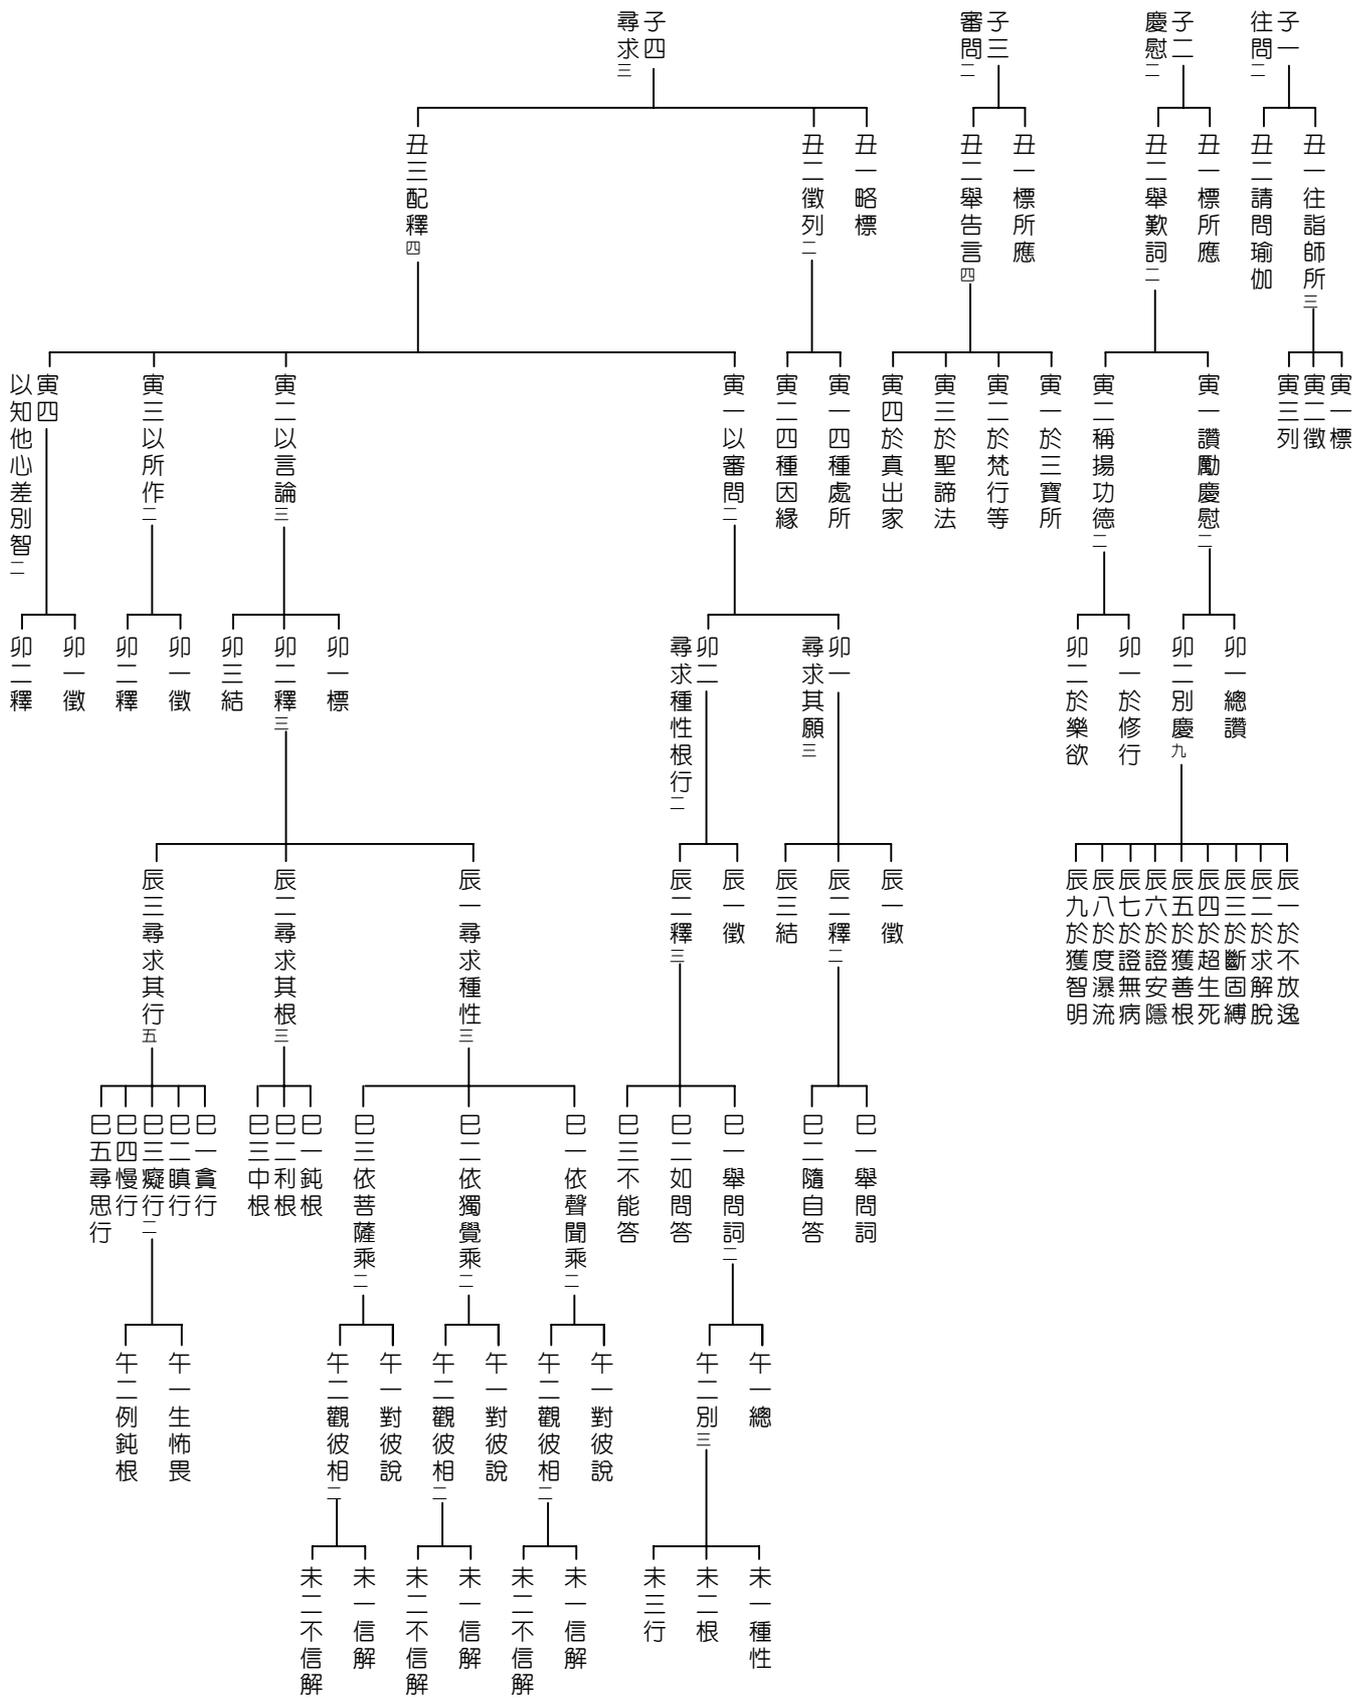 子一
往問二
子二
慶慰二
子三
審問二
子四
尋求三
丑一往詣師所三
丑二請問瑜伽
丑一標所應
丑二舉歎詞二
丑一標所應
丑二舉告言四
丑一略標
丑二徵列二
丑三配釋四
寅一標
寅二徵
寅三列
寅一讚勵慶慰二
寅二稱揚功德二
寅一於三寶所
寅二於梵行等
寅三於聖諦法
寅四於真出家
寅一四種處所
寅二四種因緣
寅一以審問二
寅二以言論三
寅三以所作二
寅四
以知他心差別智二
卯一總讚
卯二別慶九
卯一於修行
卯二於樂欲
卯一
尋求其願三
卯二
尋求種性根行二
卯一標
卯二釋三
卯三結
卯一徵
卯二釋
卯一徵
卯二釋
辰一於不放逸
辰二於求解脫
辰三於斷固縛
辰四於超生死
辰五於獲善根
辰六於證安隱
辰七於證無病
辰八於度瀑流
辰九於獲智明
辰一徵
辰二釋二
辰三結
辰一徵
辰二釋三
辰一尋求種性三
辰二尋求其根三
辰三尋求其行五
巳一舉問詞
巳二隨自答
巳一舉問詞二
巳二如問答
巳三不能答
巳一依聲聞乘二
巳二依獨覺乘二
巳三依菩薩乘二
巳一鈍根
巳二利根
巳三中根
巳一貪行
巳二瞋行
巳三癡行二
巳四慢行
巳五尋思行
午一總
午二別三
午一對彼說
午二觀彼相二
午一對彼說
午二觀彼相二
午一對彼說
午二觀彼相二
午一生怖畏
午二例鈍根
未一種性
未二根
未三行
未一信解
未二不信解
未一信解
未二不信解
未一信解
未二不信解